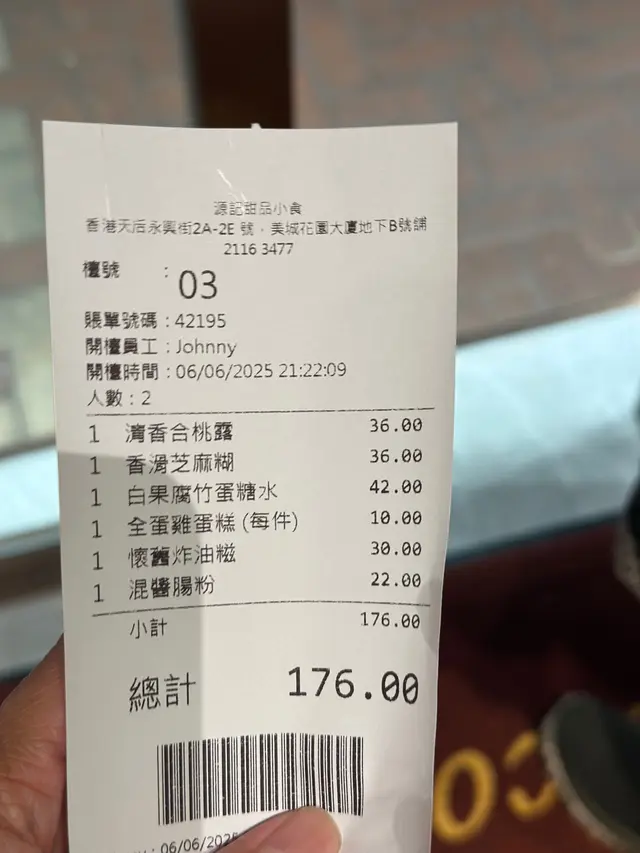 源記甜品小食
香港天后永興街2A-2E 號，美城花園大廈地下B號舖
2116 3477
檯號 : 03
賬單號碼 : 42195
開檯員工 : Johnny
開檯時間 : 06/06/2025 21:22:09
人數 : 2
1 清香合桃露 36.00
1 香滑芝麻糊 36.00
1 白果腐竹蛋糖水 42.00
1 全蛋雞蛋糕 (每件) 10.00
1 懷舊炸油糍 30.00
1 混醬腸粉 22.00
小計 176.00
總計 176.00
: 06/06/2025